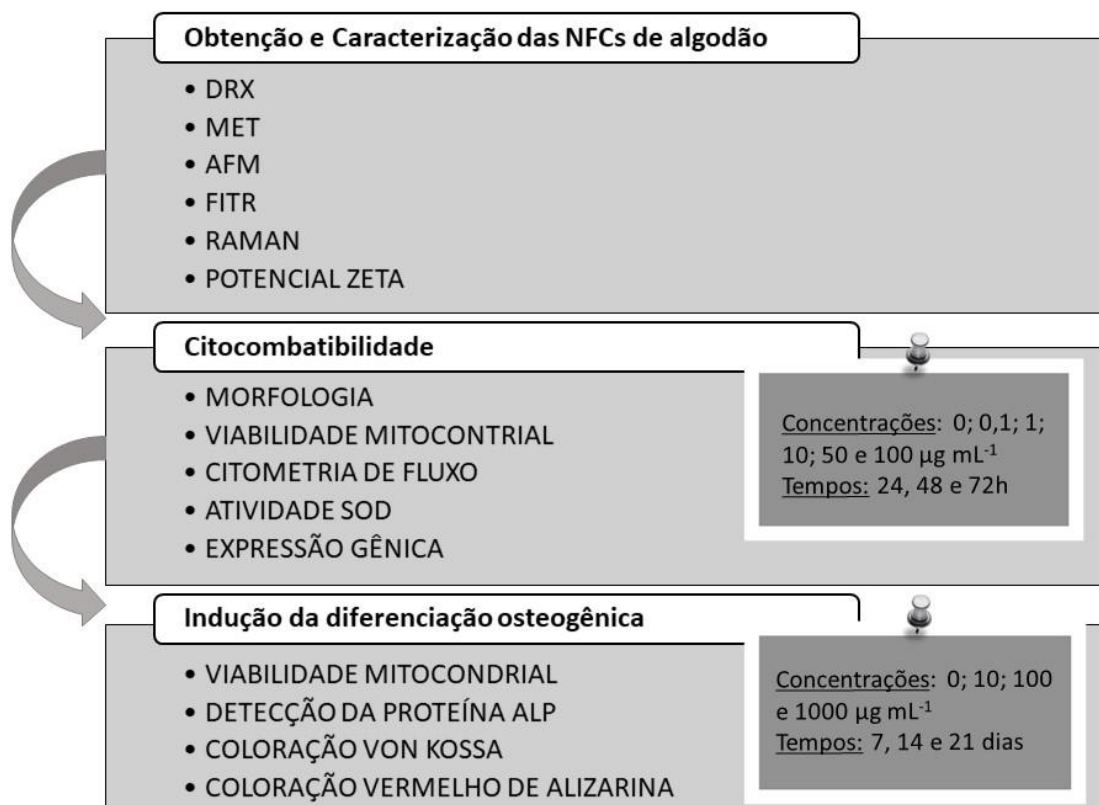 Obtenção e Caracterização das NFCs de algodão
• DRX
• MET
• AFM
• FITR
• RAMAN
• POTENCIAL ZETA
Citocombatibilidade
• MORFOLOGIA
• VIABILIDADE MITOCONTRIAL
• CITOMETRIA DE FLUXO
• ATIVIDADE SOD
• EXPRESSÃO GÊNICA
Concentrações: 0; 0,1; 1;
10; 50 e 100 µg mL⁻¹
Tempos: 24, 48 e 72h
Indução da diferenciação osteogênica
• VIABILIDADE MITOCONDRIAL
• DETECÇÃO DA PROTEÍNA ALP
• COLORAÇÃO VON KOSSA
• COLORAÇÃO VERMELHO DE ALIZARINA
Concentrações: 0; 10; 100
e 1000 µg mL⁻¹
Tempos: 7, 14 e 21 dias